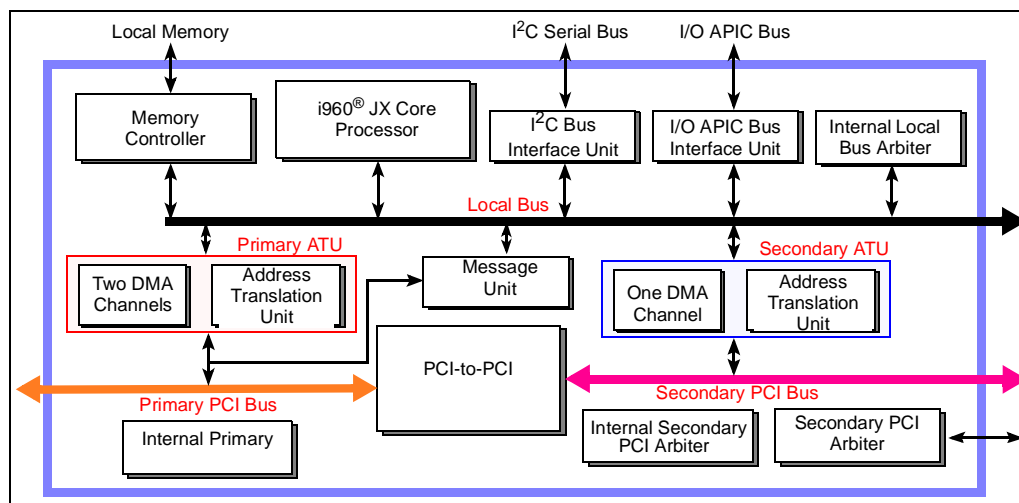 Local Memory
I2C Serial Bus
I/O APIC Bus
Memory
Controller
i960® JX Core
Processor
I2C Bus
Interface Unit
I/O APIC Bus
Interface Unit
Internal Local
Bus Arbiter
Local Bus
Primary ATU
Secondary ATU
Two DMA
Channels
Address
Translation
Unit
Message
Unit
One DMA
Channel
Address
Translation
Unit
PCI-to-PCI
Primary PCI Bus
Secondary PCI Bus
Internal Primary
Internal Secondary
PCI Arbiter
Secondary PCI
Arbiter